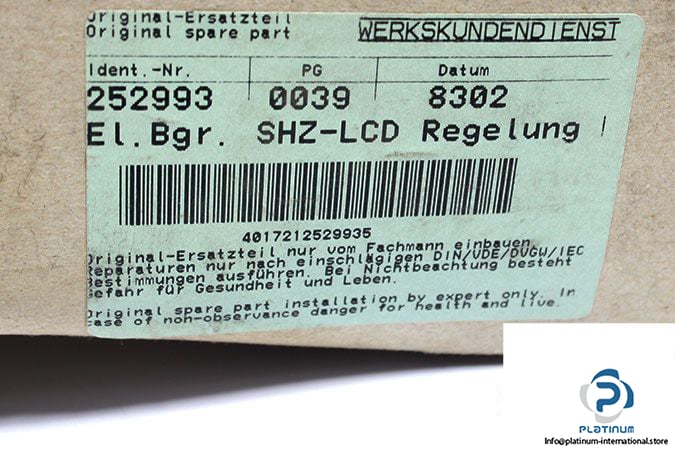 Original-Ersatzteil
Original spare part
WERKSKUNDENDIENST
Ident.-Nr. PG Datum
252993 0039 8302
El.Bgr. SHZ-LCD Regelung
4017212529935
Original-Ersatzteil nur vom Fachmann einbauen
Reparaturen nur nach einschlägigen DIN/VDE/DVGW/IEC
Bestimmungen ausführen. Bei Nichtbeachtung besteht
Gefahr für Gesundheit und Leben.
Original spare part installation by expert only. In
case of non-observance danger for health and live.
PLATINUM
Info@platinum-international.store